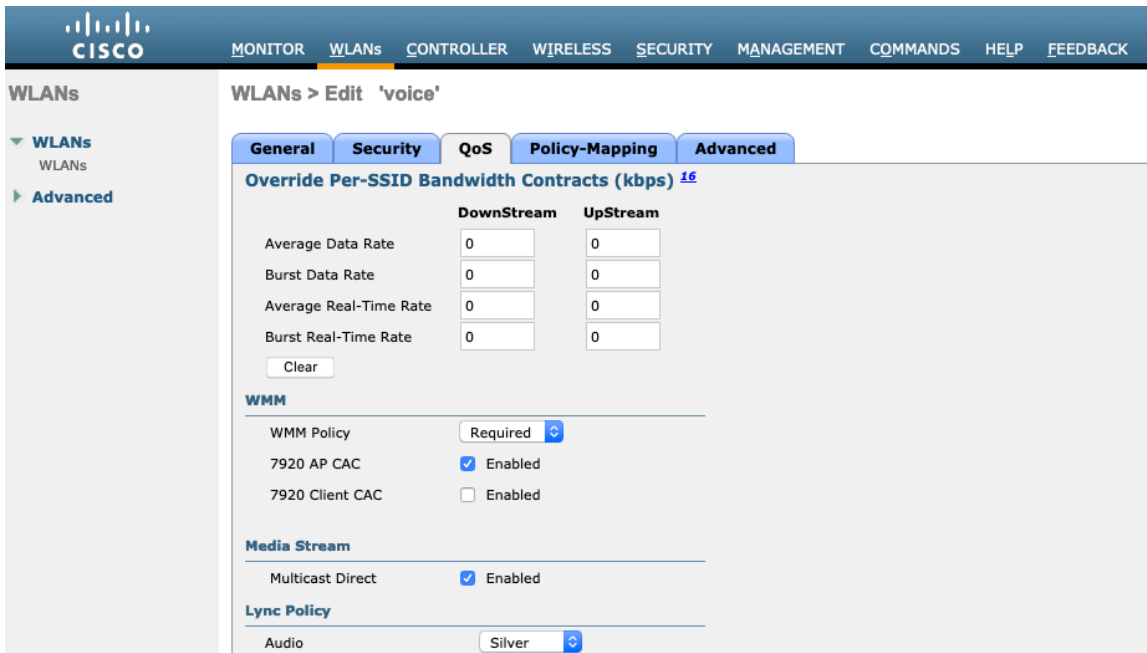 CISCO
MONITOR WLANs CONTROLLER WIRELESS SECURITY MANAGEMENT COMMANDS HELP FEEDBACK
WLANs
WLANs > Edit 'voice'
WLANs
WLANs
Advanced
General Security QoS Policy-Mapping Advanced
Override Per-SSID Bandwidth Contracts (kbps) 16
DownStream UpStream
Average Data Rate 0 0
Burst Data Rate 0 0
Average Real-Time Rate 0 0
Burst Real-Time Rate 0 0
Clear
WMM
WMM Policy Required
7920 AP CAC Enabled
7920 Client CAC Enabled
Media Stream
Multicast Direct Enabled
Lync Policy
Audio Silver